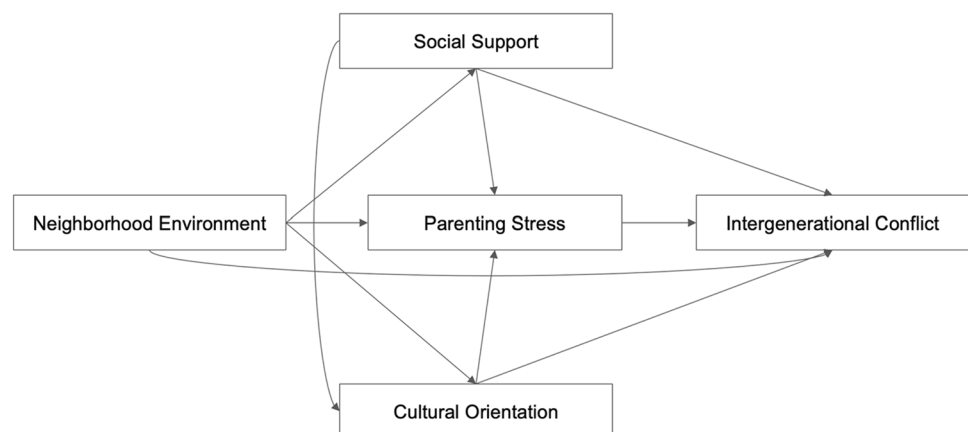 Social Support
Neighborhood Environment
Parenting Stress
Intergenerational Conflict
Cultural Orientation